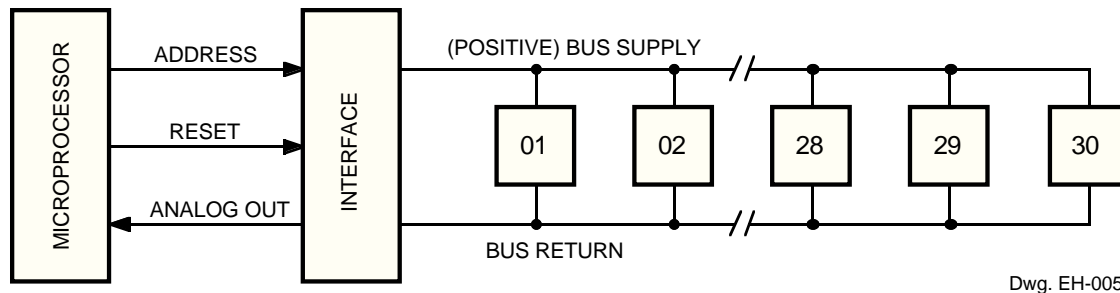 MICROPROCESSOR
ADDRESS
RESET
ANALOG OUT
INTERFACE
(POSITIVE) BUS SUPPLY
01
02
28
29
30
BUS RETURN
Dwg. EH-005